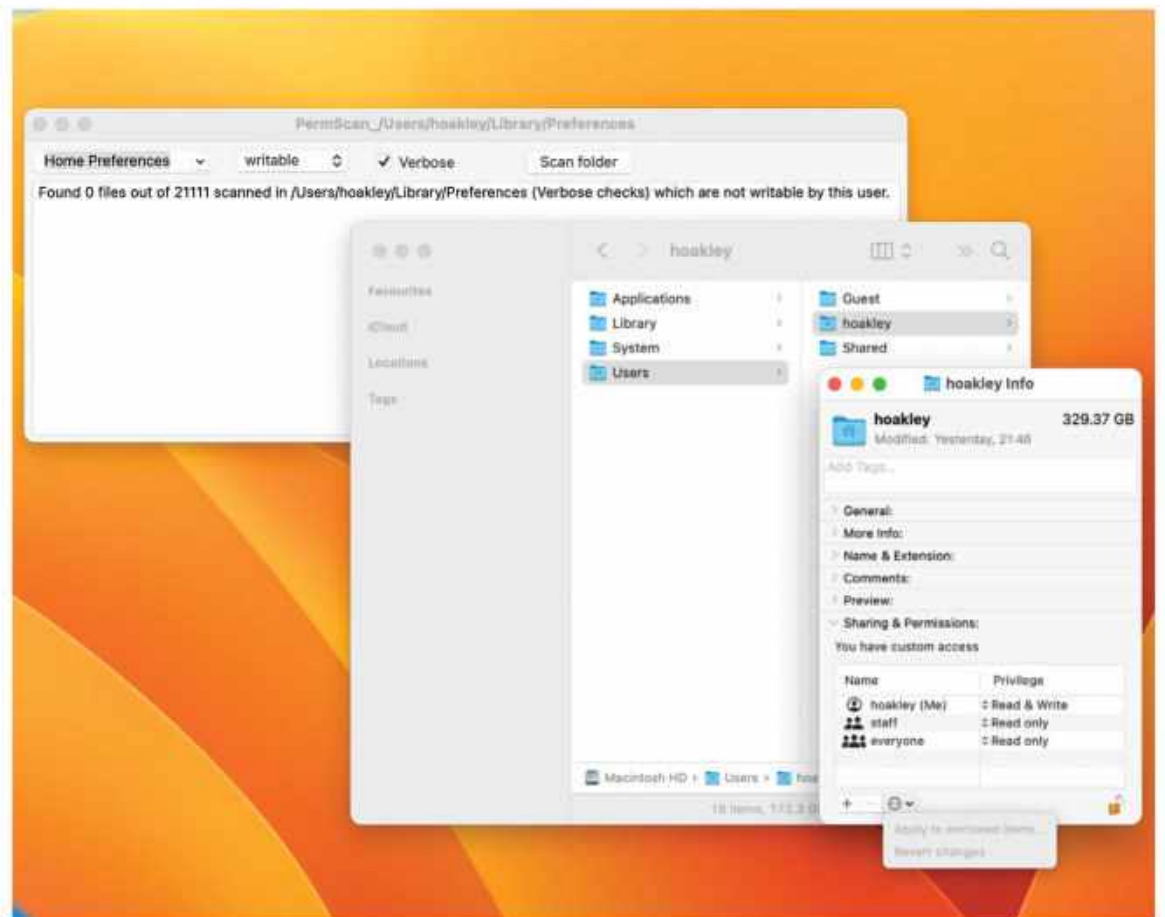 PermScan_/Users/hoakley/Library/Preferences
Home Preferences writable ✓ Verbose Scan folder
Found 0 files out of 21111 scanned in /Users/hoakley/Library/Preferences (Verbose checks) which are not writable by this user.
hoakley
Favourites
iCloud
Locations
Tags
Applications
Library
System
Users
Guest
hoakley
Shared
Macintosh HD › Users ›
18 items,
hoakley Info
hoakley 329.37 GB
Modified: Yesterday, 21:48
Add Tags…
General:
More Info:
Name & Extension:
Comments:
Preview:
Sharing & Permissions:
You have custom access
Name Privilege
hoakley (Me) Read & Write
staff Read only
everyone Read only
Apply to enclosed items…
Revert changes